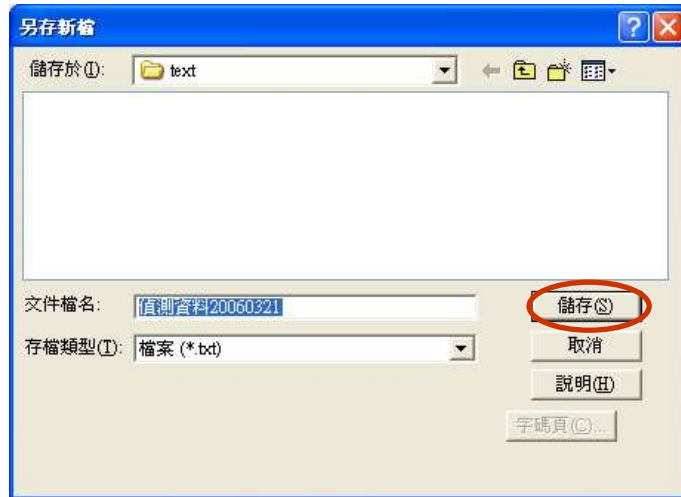 另存新檔
儲存於(I): text
文件檔名: 偵測資料20060321 儲存(S)
存檔類型(T): 檔案 (*.txt) 取消
說明(H)
字碼頁(C)...